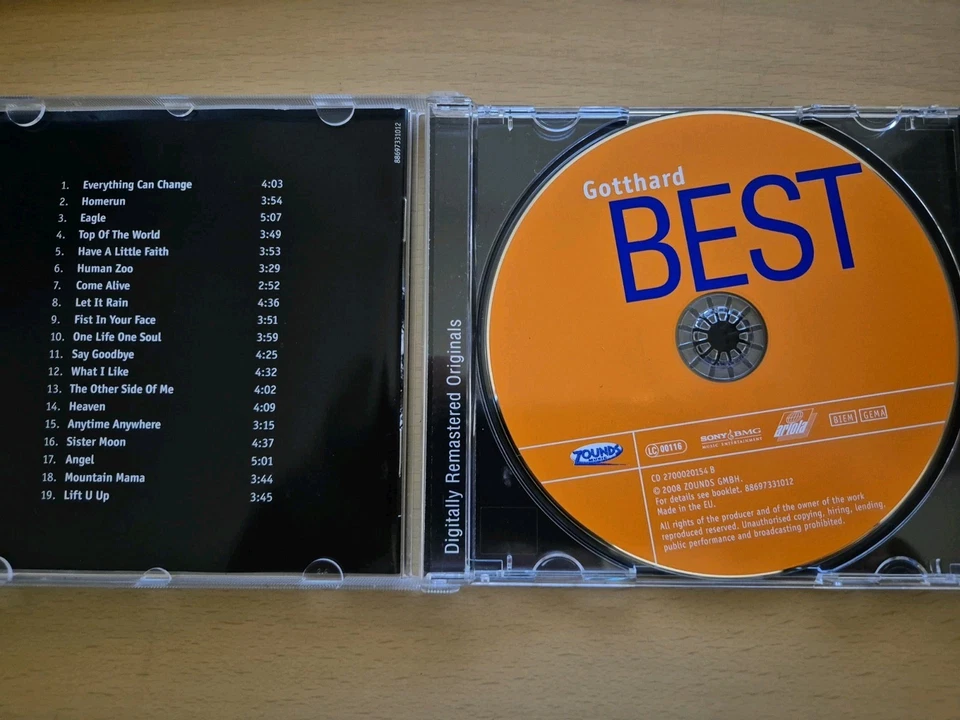 88697331012
1. Everything Can Change 4:03
2. Homerun 3:54
3. Eagle 5:07
4. Top Of The World 3:49
5. Have A Little Faith 3:53
6. Human Zoo 3:29
7. Come Alive 2:52
8. Let It Rain 4:36
9. Fist In Your Face 3:51
10. One Life One Soul 3:59
11. Say Goodbye 4:25
12. What I Like 4:32
13. The Other Side Of Me 4:02
14. Heaven 4:09
15. Anytime Anywhere 3:15
16. Sister Moon 4:37
17. Angel 5:01
18. Mountain Mama 3:44
19. Lift U Up 3:45
Digitally Remastered Originals
Gotthard
BEST
ZOUNDS
LC 00116
SONY BMG
MUSIC ENTERTAINMENT
ariola
BIEM GEMA
CD 2700020154 B
© 2008 ZOUNDS GMBH.
For details see booklet. 88697331012
Made in the EU.
All rights of the producer and of the owner of the work
reproduced reserved. Unauthorised copying, hiring, lending,
public performance and broadcasting prohibited.